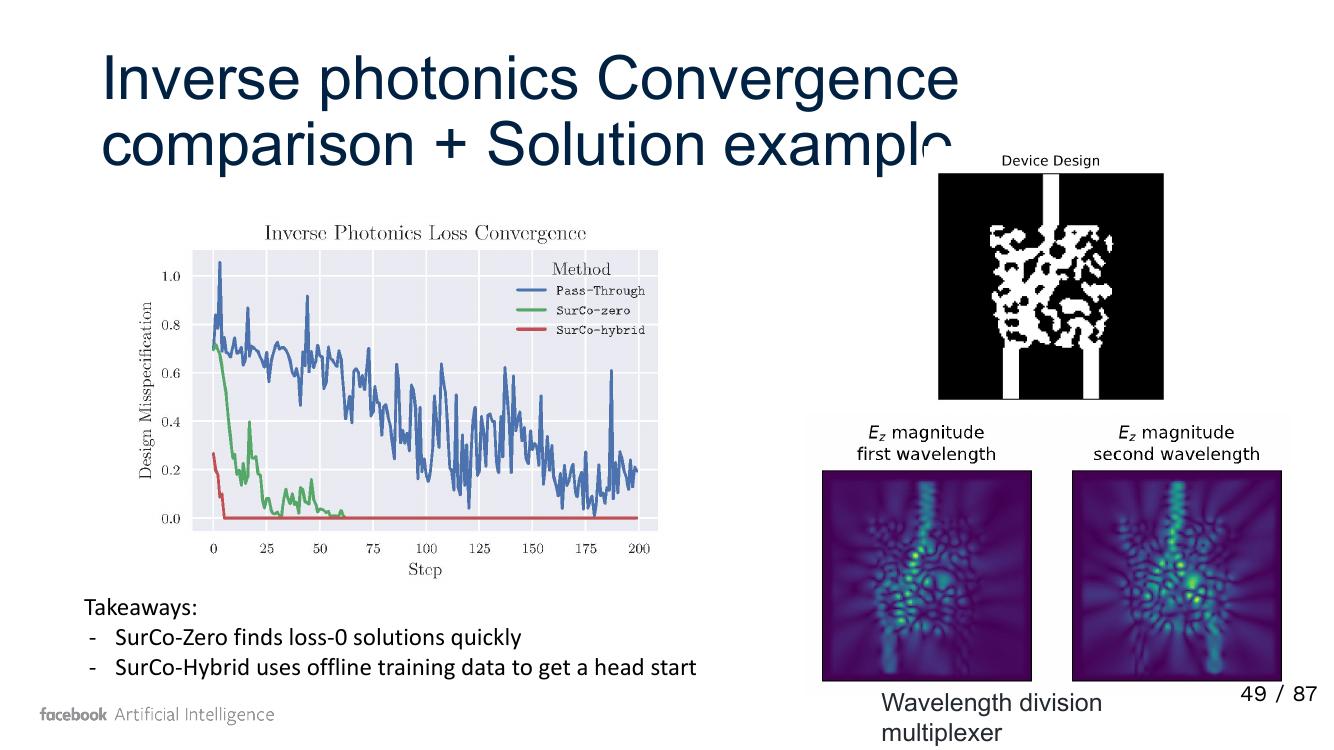 Inverse photonics Convergence
comparison + Solution example
Device Design
Inverse Photonics Loss Convergence
Method
Pass-Through
SurCo-zero
SurCo-hybrid
Design Misspecification
1.0
0.8
0.6
0.4
0.2
0.0
0 25 50 75 100 125 150 175 200
Step
E_z magnitude
first wavelength
E_z magnitude
second wavelength
Takeaways:
- SurCo-Zero finds loss-0 solutions quickly
- SurCo-Hybrid uses offline training data to get a head start
Wavelength division
multiplexer
49 / 87
facebook Artificial Intelligence